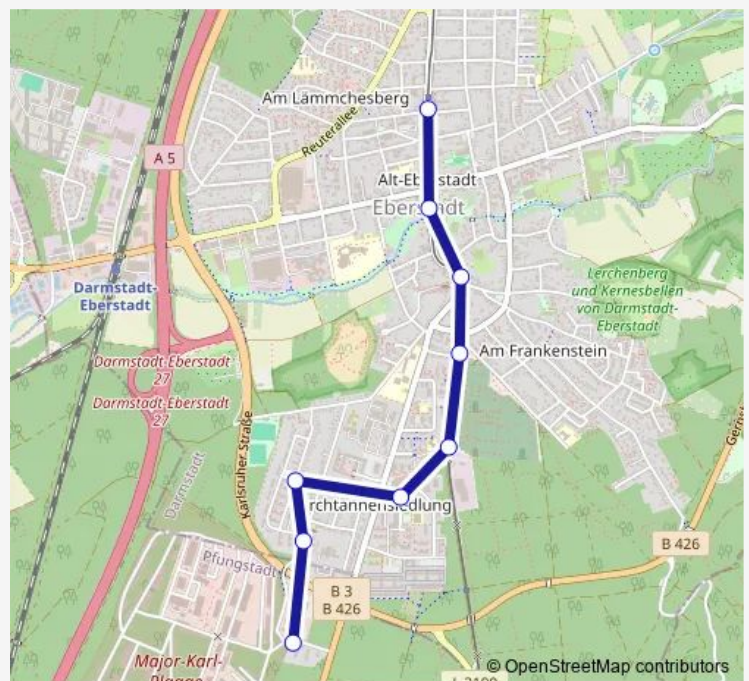 Am Lämmchesberg
Reuterallee
A 5
Alt-Eberstadt
Eberstadt
Darmstadt-
Eberstadt
Lerchenberg
und Kernesbellen
von Darmstadt-
Eberstadt
Am Frankenstein
Darmstadt-Eberstadt
27
Darmstadt-Eberstadt
27
Karlsruher Straße
Darmstadt
rchtannensiedlung
Pfungstadt
B 426
B 3
B 426
Major-Karl-
© OpenStreetMap contributors